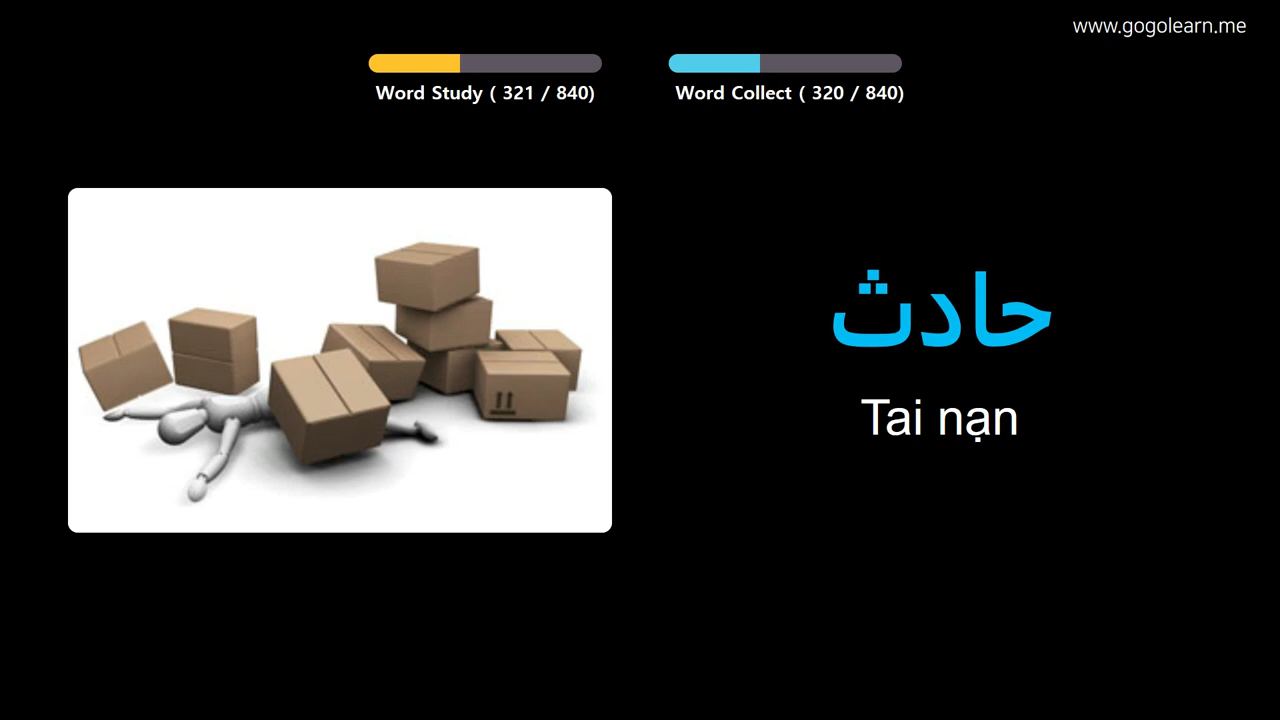 www.gogolearn.me
Word Study ( 321 / 840)
Word Collect ( 320 / 840)
حادث
Tai nạn